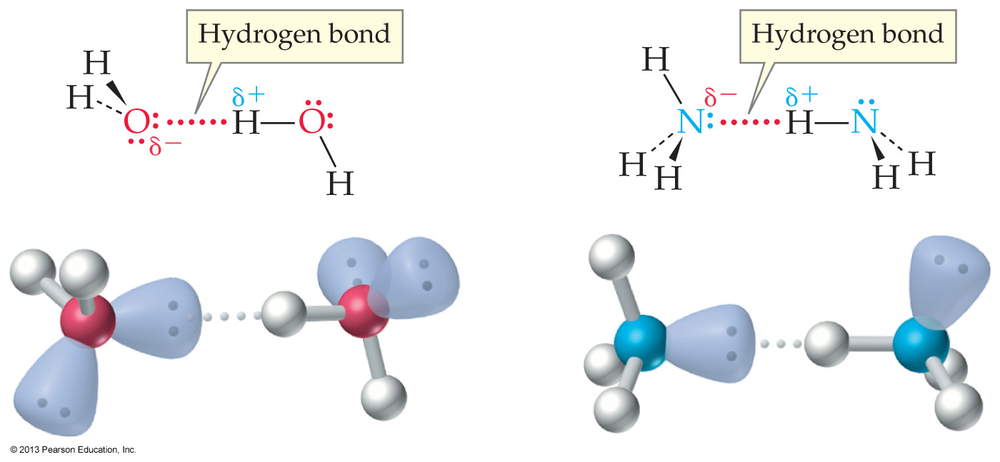 Hydrogen bond
H
H
O:
δ−
δ+
H—O:
H
Hydrogen bond
H
N:
δ−
H
H
δ+
H—N
H
H
© 2013 Pearson Education, Inc.